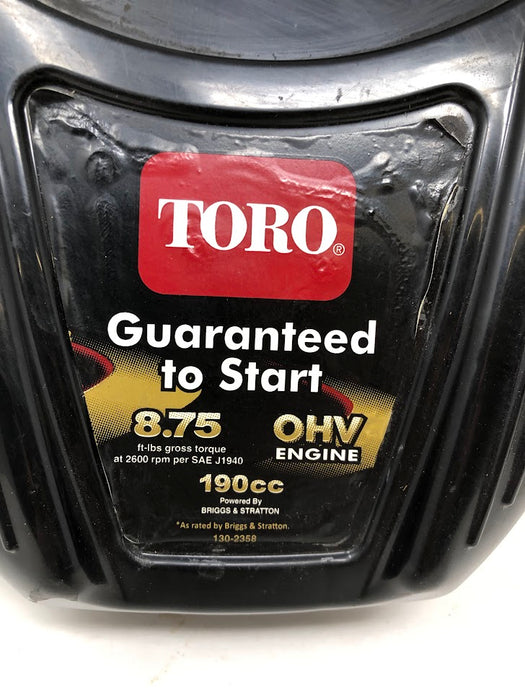 TORO®
Guaranteed
to Start
8.75 OHV
ft-lbs gross torque ENGINE
at 2600 rpm per SAE J1940
190cc
Powered By
BRIGGS & STRATTON
*As rated by Briggs & Stratton.
130-2358